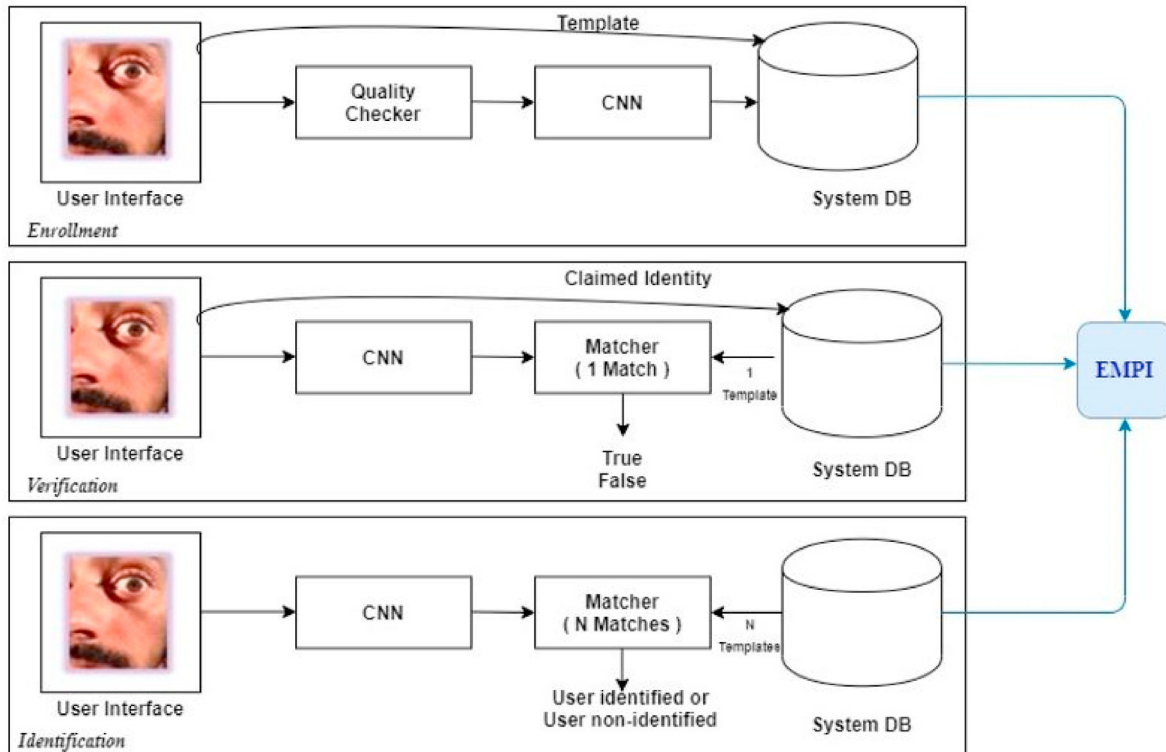 Template
Quality
Checker
CNN
User Interface
System DB
Enrollment
Claimed Identity
CNN
Matcher
( 1 Match )
1
Template
True
False
User Interface
System DB
Verification
EMPI
CNN
Matcher
( N Matches )
N
Templates
User identified or
User non-identified
User Interface
System DB
Identification